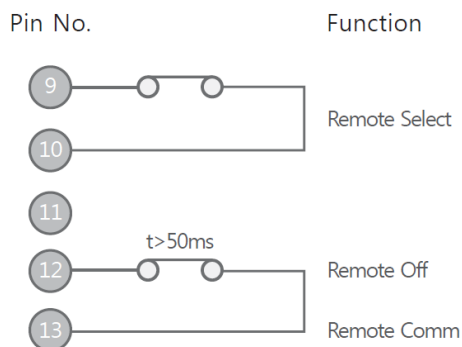 Pin No. Function
9
Remote Select
10
11
t>50ms
12 Remote Off
13 Remote Comm